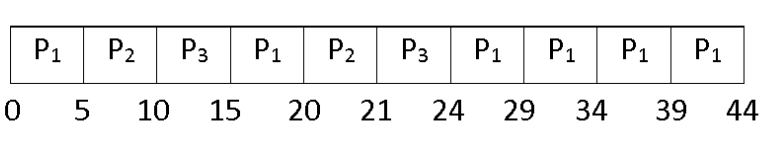 P₁ P₂ P₃ P₁ P₂ P₃ P₁ P₁ P₁ P₁
0 5 10 15 20 21 24 29 34 39 44